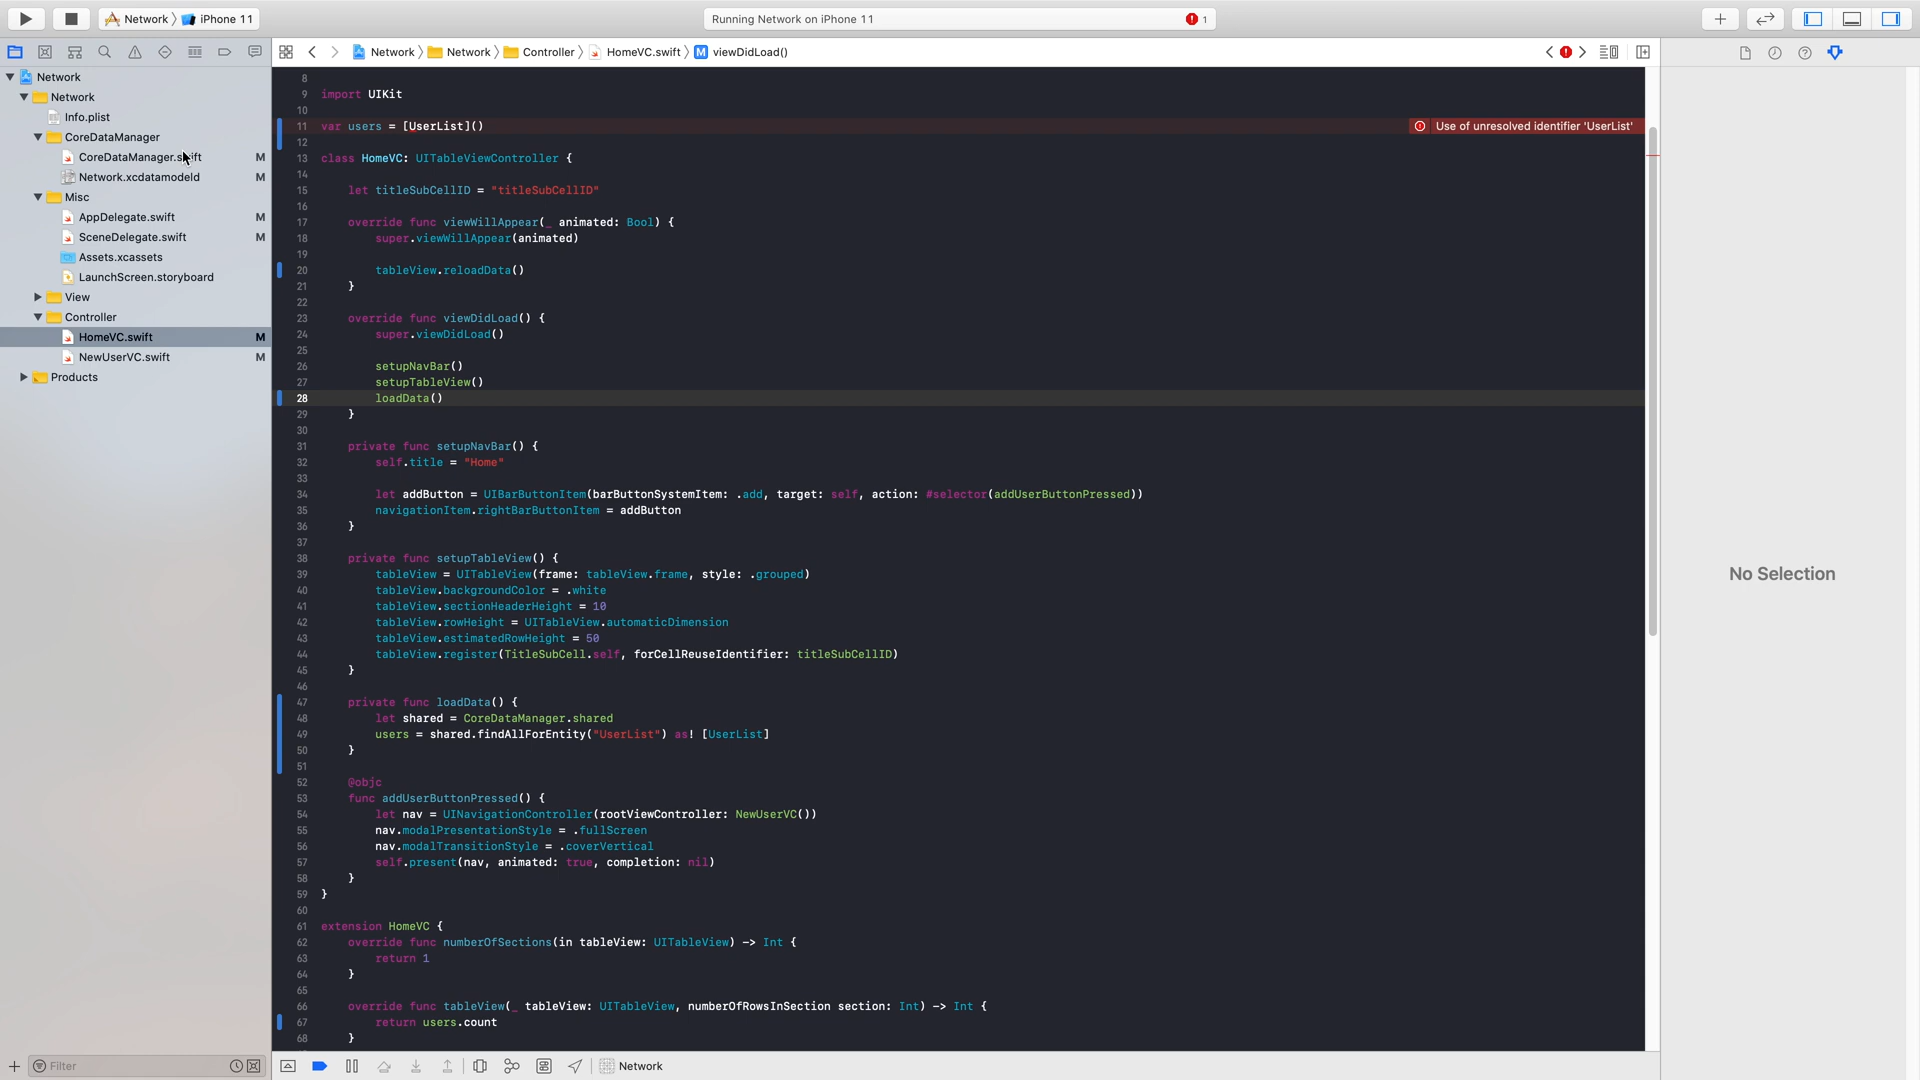 Network
iPhone 11
Running Network on iPhone 11
1
Network
Network
Controller
HomeVC.swift
M
viewDidLoad()
Network
Network
Info.plist
CoreDataManager
CoreDataManager.swift M
Network.xcdatamodeld M
Misc
AppDelegate.swift M
SceneDelegate.swift M
Assets.xcassets
LaunchScreen.storyboard
View
Controller
HomeVC.swift M
NewUserVC.swift M
Products
Filter
8
9 import UIKit
10
11 var users = [UserList]()
Use of unresolved identifier 'UserList'
12
13 class HomeVC: UITableViewController {
14
15 let titleSubCellID = "titleSubCellID"
16
17 override func viewWillAppear(_ animated: Bool) {
18 super.viewWillAppear(animated)
19
20 tableView.reloadData()
21 }
22
23 override func viewDidLoad() {
24 super.viewDidLoad()
25
26 setupNavBar()
27 setupTableView()
28 loadData()
29 }
30
31 private func setupNavBar() {
32 self.title = "Home"
33
34 let addButton = UIBarButtonItem(barButtonSystemItem: .add, target: self, action: #selector(addUserButtonPressed))
35 navigationItem.rightBarButtonItem = addButton
36 }
37
38 private func setupTableView() {
39 tableView = UITableView(frame: tableView.frame, style: .grouped)
40 tableView.backgroundColor = .white
41 tableView.sectionHeaderHeight = 10
42 tableView.rowHeight = UITableView.automaticDimension
43 tableView.estimatedRowHeight = 50
44 tableView.register(TitleSubCell.self, forCellReuseIdentifier: titleSubCellID)
45 }
46
47 private func loadData() {
48 let shared = CoreDataManager.shared
49 users = shared.findAllForEntity("UserList") as! [UserList]
50 }
51
52 @objc
53 func addUserButtonPressed() {
54 let nav = UINavigationController(rootViewController: NewUserVC())
55 nav.modalPresentationStyle = .fullScreen
56 nav.modalTransitionStyle = .coverVertical
57 self.present(nav, animated: true, completion: nil)
58 }
59 }
60
61 extension HomeVC {
62 override func numberOfSections(in tableView: UITableView) -> Int {
63 return 1
64 }
65
66 override func tableView(_ tableView: UITableView, numberOfRowsInSection section: Int) -> Int {
67 return users.count
68 }
No Selection
Network